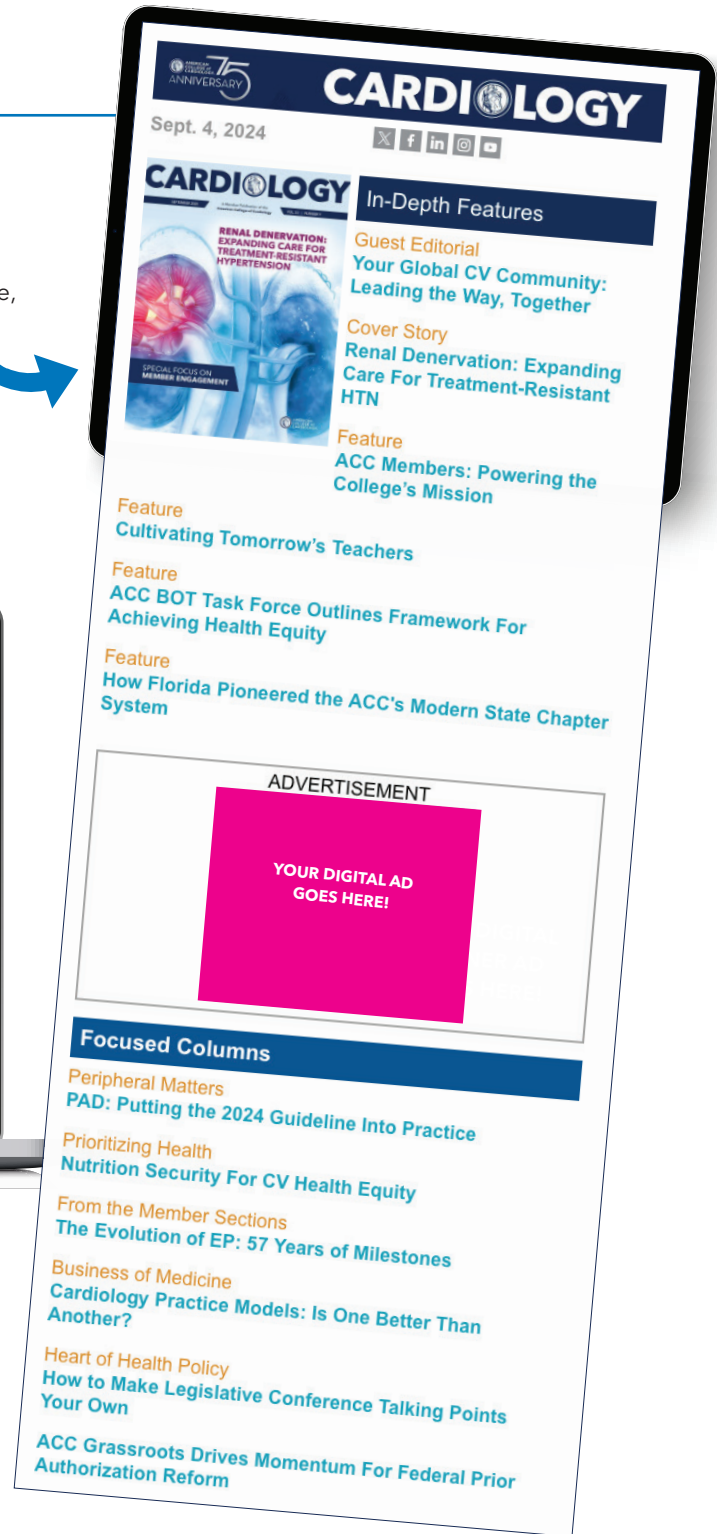 AMERICAN
COLLEGE of
CARDIOLOGY
75
ANNIVERSARY
CARDIOLOGY
Sept. 4, 2024
e,
CARDIOLOGY
RENAL DENERVATION:
EXPANDING CARE FOR
TREATMENT-RESISTANT
HYPERTENSION
SPECIAL FOCUS ON
MEMBER ENGAGEMENT
In-Depth Features
Guest Editorial
Your Global CV Community:
Leading the Way, Together
Cover Story
Renal Denervation: Expanding
Care For Treatment-Resistant
HTN
Feature
ACC Members: Powering the
College's Mission
Feature
Cultivating Tomorrow's Teachers
Feature
ACC BOT Task Force Outlines Framework For
Achieving Health Equity
Feature
How Florida Pioneered the ACC's Modern State Chapter
System
ADVERTISEMENT
YOUR DIGITAL AD
GOES HERE!
Focused Columns
Peripheral Matters
PAD: Putting the 2024 Guideline Into Practice
Prioritizing Health
Nutrition Security For CV Health Equity
From the Member Sections
The Evolution of EP: 57 Years of Milestones
Business of Medicine
Cardiology Practice Models: Is One Better Than
Another?
Heart of Health Policy
How to Make Legislative Conference Talking Points
Your Own
ACC Grassroots Drives Momentum For Federal Prior
Authorization Reform